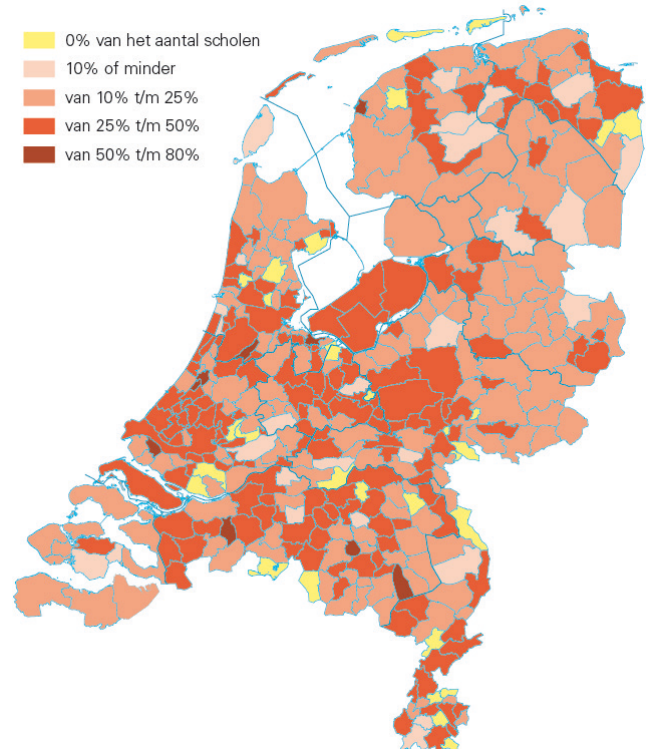 0% van het aantal scholen
10% of minder
van 10% t/m 25%
van 25% t/m 50%
van 50% t/m 80%